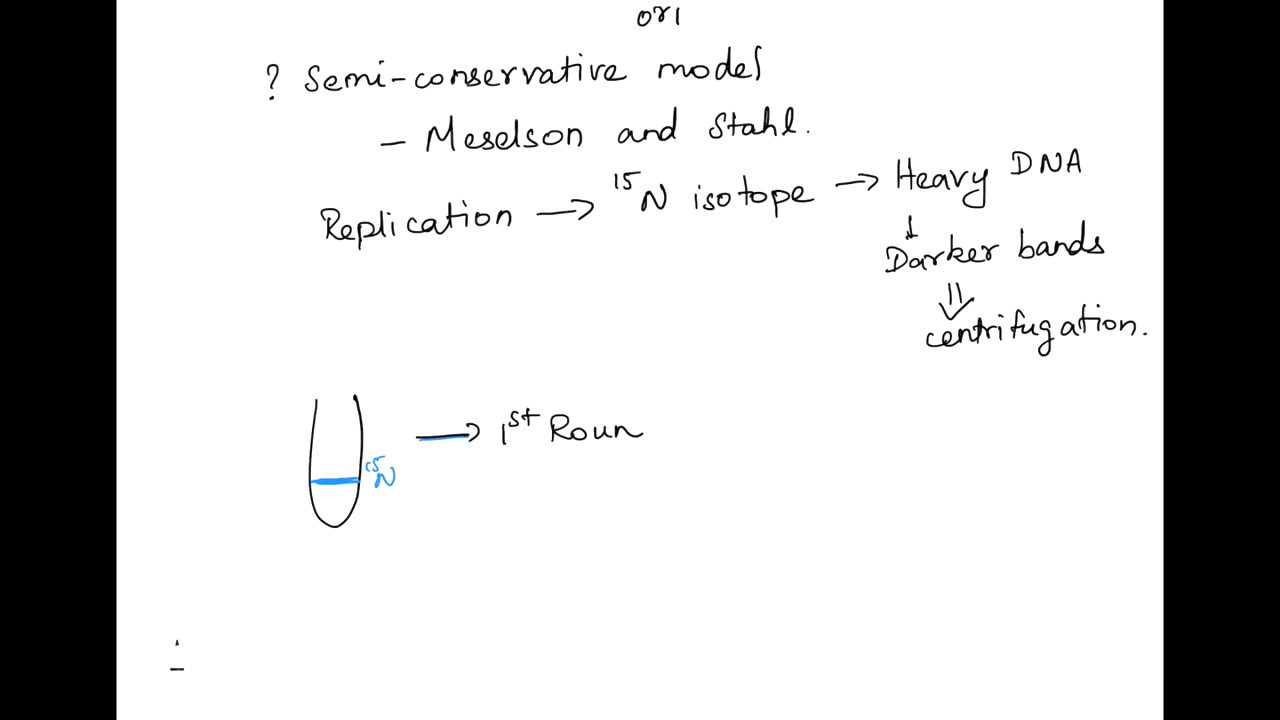 ori
? Semi-conservative model
- Meselson and Stahl.
Replication → ¹⁵N isotope → Heavy DNA
↓
Darker bands
⇓
centrifugation.
→ 1st Roun
¹⁵N